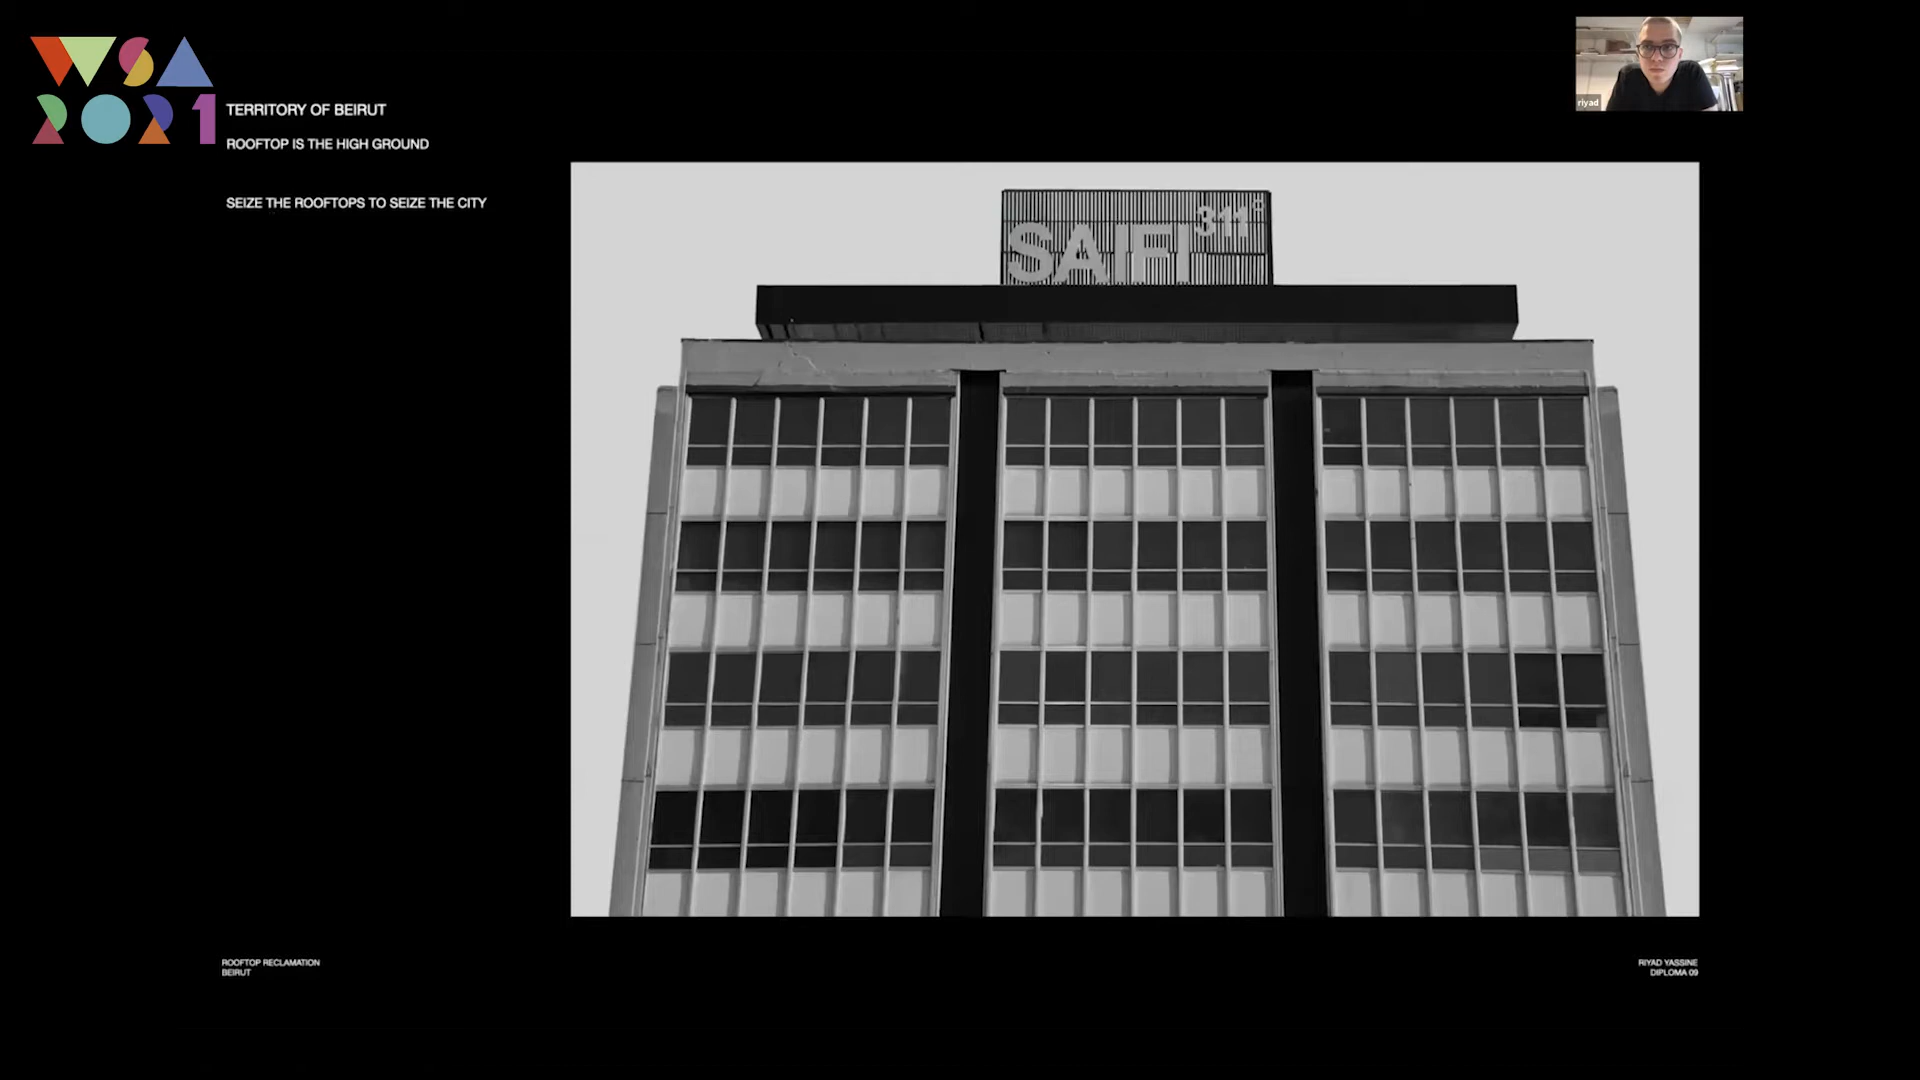 WSA
2021
TERRITORY OF BEIRUT
ROOFTOP IS THE HIGH GROUND
SEIZE THE ROOFTOPS TO SEIZE THE CITY
riyad
SAIFI 311°
ROOFTOP RECLAMATION
BEIRUT
RIYAD YASSINE
DIPLOMA 09